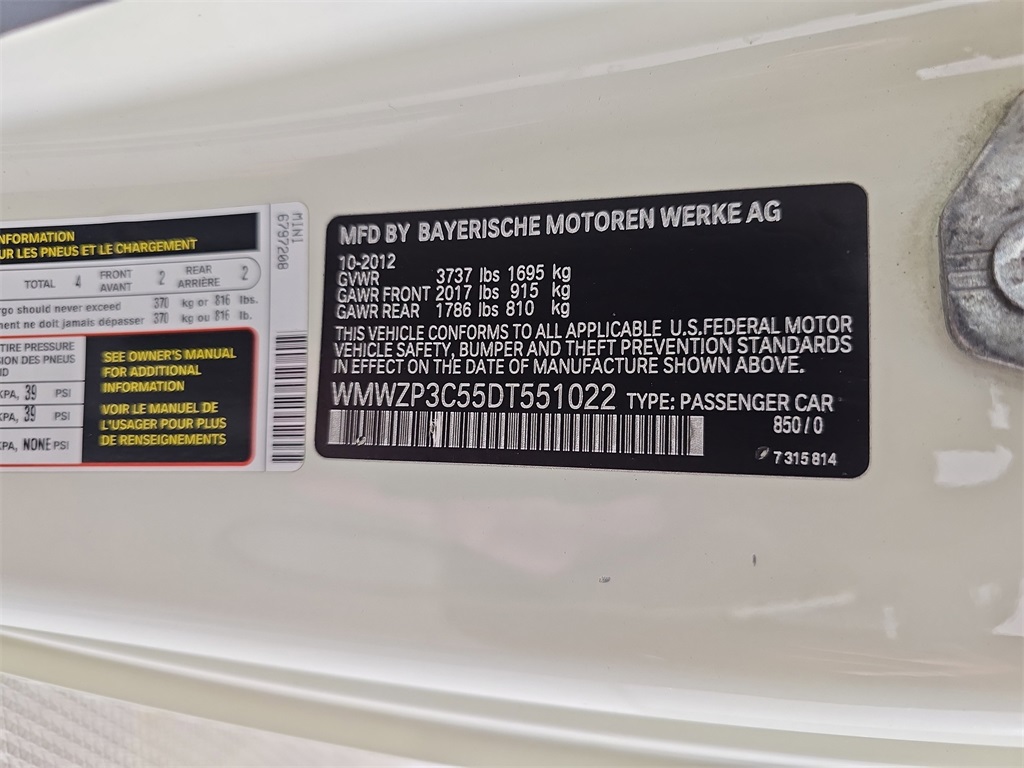 NFORMATION
UR LES PNEUS ET LE CHARGEMENT
TOTAL 4 FRONT AVANT 2 REAR ARRIÈRE 2
rgo should never exceed 370 kg or 816 lbs.
ment ne doit jamais dépasser 370 kg ou 816 lb.
TIRE PRESSURE
SION DES PNEUS
ID
KPA, 39 PSI
KPA, 39 PSI
KPA, NONE PSI
SEE OWNER'S MANUAL
FOR ADDITIONAL
INFORMATION
VOIR LE MANUEL DE
L'USAGER POUR PLUS
DE RENSEIGNEMENTS
MINI
6797208
MFD BY BAYERISCHE MOTOREN WERKE AG
10-2012
GVWR 3737 lbs 1695 kg
GAWR FRONT 2017 lbs 915 kg
GAWR REAR 1786 lbs 810 kg
THIS VEHICLE CONFORMS TO ALL APPLICABLE U.S.FEDERAL MOTOR
VEHICLE SAFETY, BUMPER AND THEFT PREVENTION STANDARDS
IN EFFECT ON THE DATE OF MANUFACTURE SHOWN ABOVE.
WMWZP3C55DT551022 TYPE: PASSENGER CAR
850/0
7 315 814